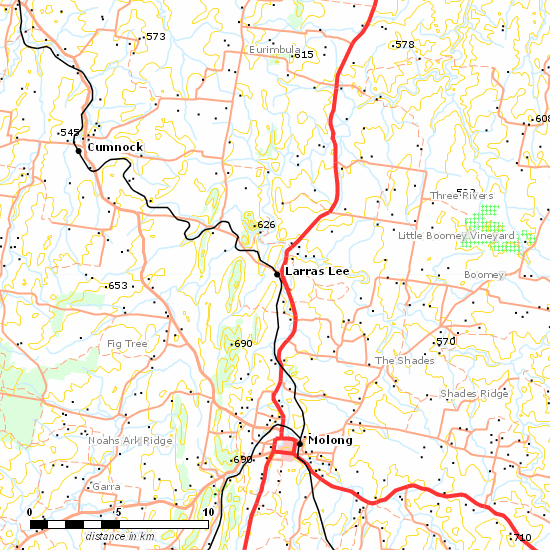 573
578
Eurimbula
615
608
545
Cumnock
Three Rivers
626
Little Boomey Vineyard
Larras Lee
Boomey
653
Fig Tree
690
570
The Shades
Shades Ridge
Noahs Ark Ridge
Molong
690
Garra
0 5 10
distance in km
710